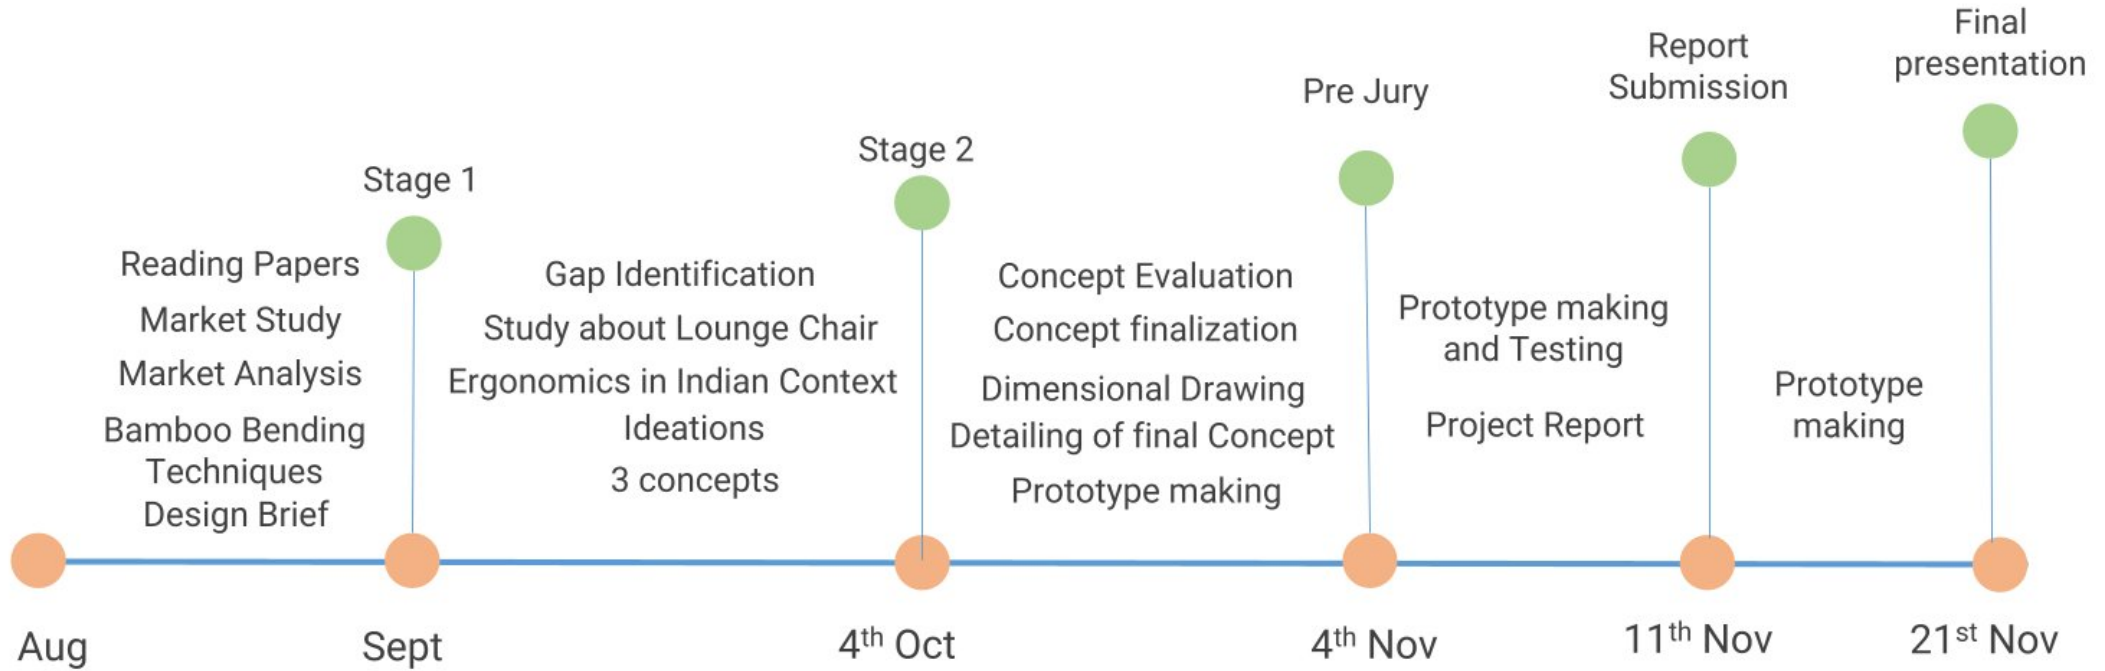 Final
presentation
Report
Submission
Pre Jury
Stage 2
Stage 1
Reading Papers
Market Study
Market Analysis
Bamboo Bending
Techniques
Design Brief
Gap Identification
Study about Lounge Chair
Ergonomics in Indian Context
Ideations
3 concepts
Concept Evaluation
Concept finalization
Dimensional Drawing
Detailing of final Concept
Prototype making
Prototype making
and Testing
Project Report
Prototype
making
Aug
Sept
4th Oct
4th Nov
11th Nov
21st Nov